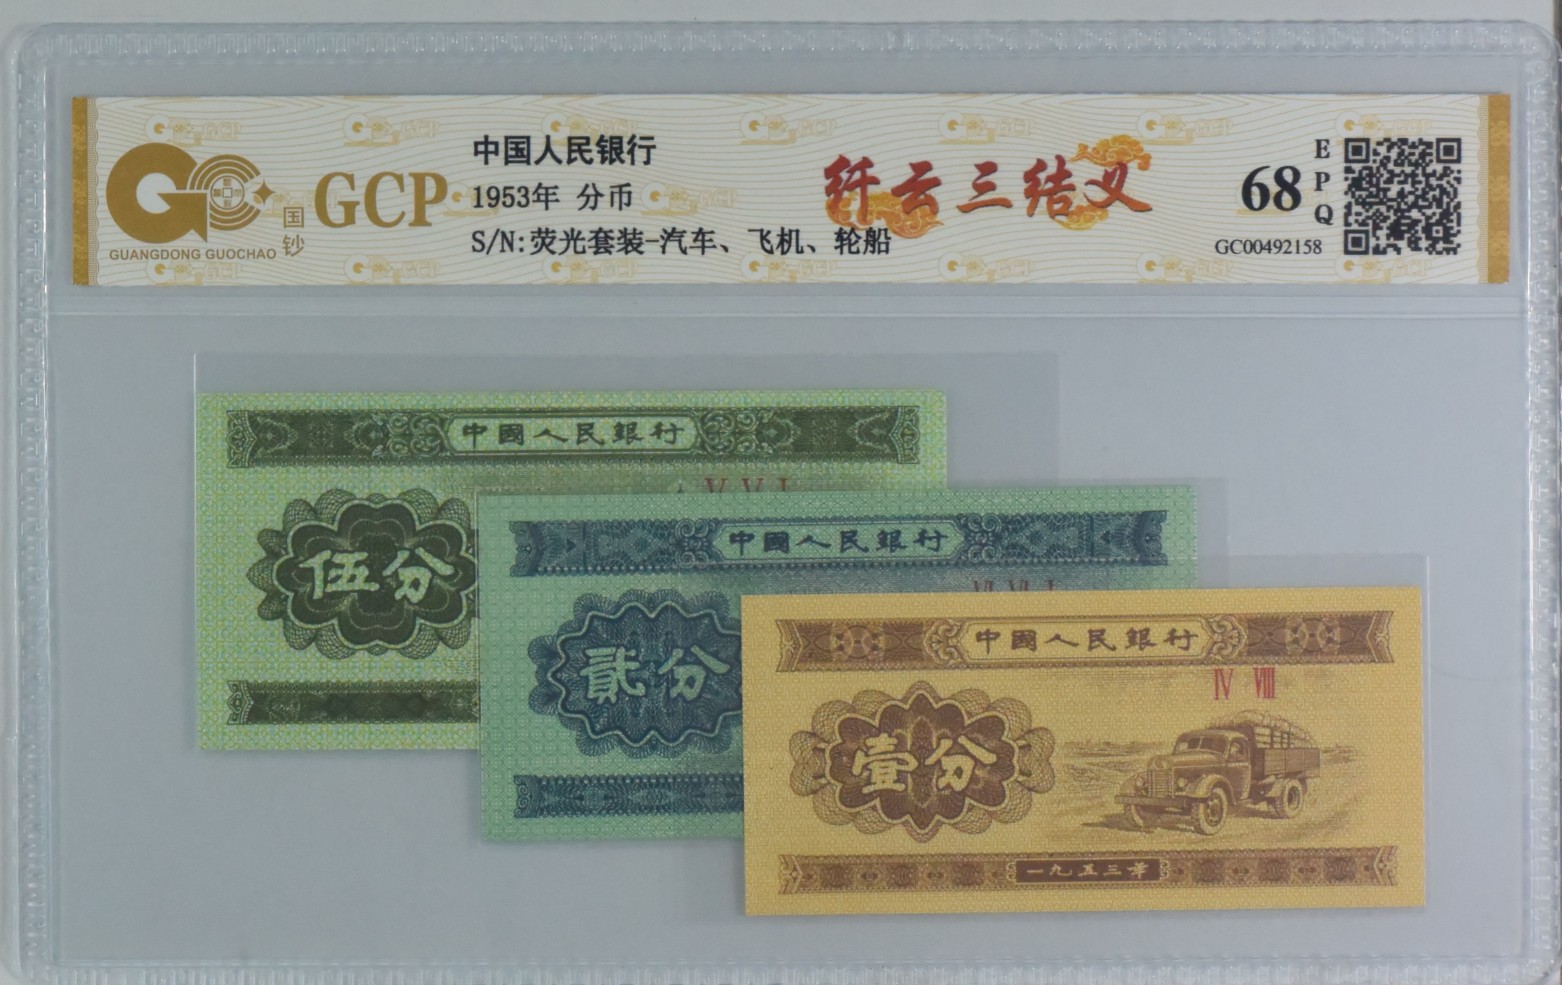 GCP
国钞
GUANGDONG GUOCHAO
中国人民银行
1953年 分币
S/N:荧光套装-汽车、飞机、轮船
纤云三结义
68
EPQ
GC00492158
中國人民銀行
V V I
伍分
中國人民銀行
VI VI I
貳分
中國人民銀行
IV VIII
壹分
一九五三年